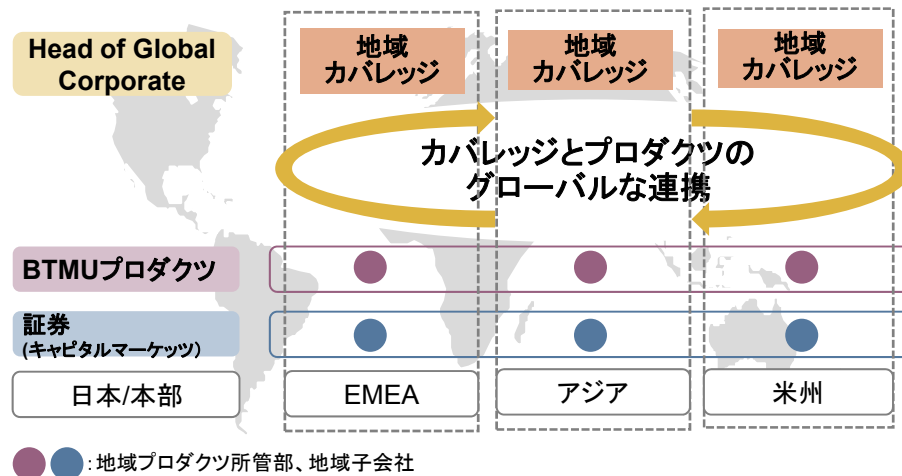 Head of Global
Corporate
地域
カバレッジ
地域
カバレッジ
地域
カバレッジ
カバレッジとプロダクツの
グローバルな連携
BTMUプロダクツ
証券
(キャピタルマーケッツ)
日本/本部
EMEA
アジア
米州
:地域プロダクツ所管部、地域子会社